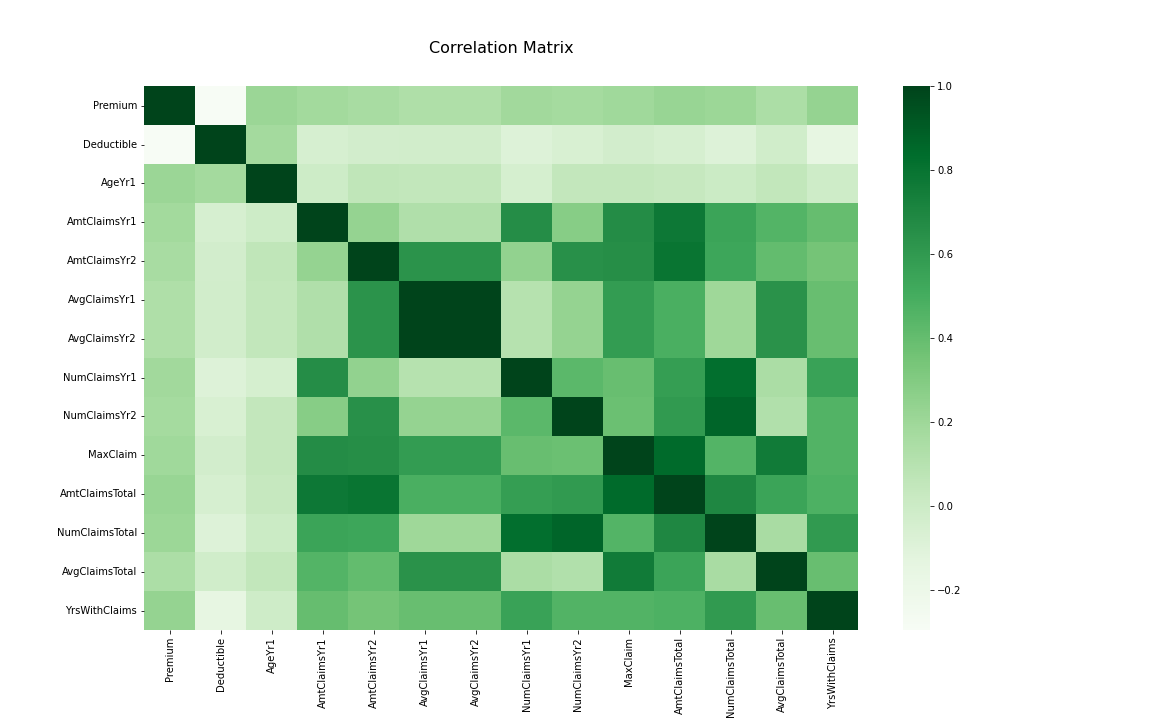 Correlation Matrix
Premium
Deductible
AgeYr1
AmtClaimsYr1
AmtClaimsYr2
AvgClaimsYr1
AvgClaimsYr2
NumClaimsYr1
NumClaimsYr2
MaxClaim
AmtClaimsTotal
NumClaimsTotal
AvgClaimsTotal
YrsWithClaims
Premium
Deductible
AgeYr1
AmtClaimsYr1
AmtClaimsYr2
AvgClaimsYr1
AvgClaimsYr2
NumClaimsYr1
NumClaimsYr2
MaxClaim
AmtClaimsTotal
NumClaimsTotal
AvgClaimsTotal
YrsWithClaims
1.0
0.8
0.6
0.4
0.2
0.0
−0.2